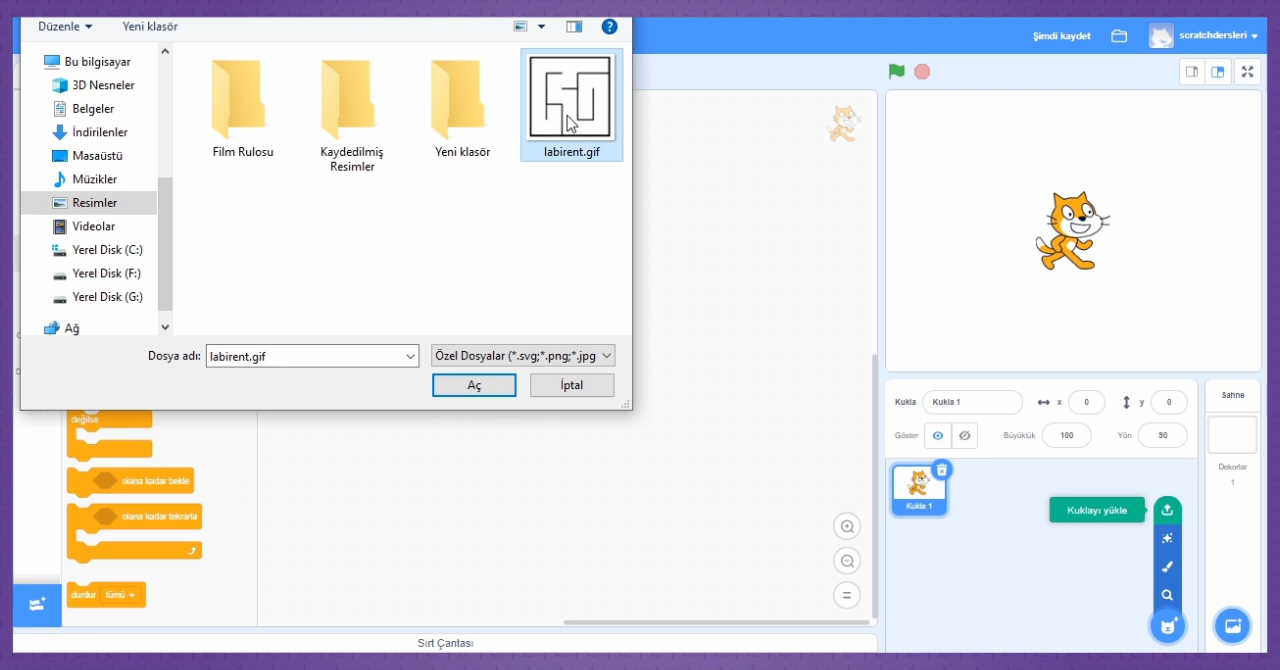 Düzenle Yeni klasör
Şimdi kaydet scratchdersleri
Bu bilgisayar
3D Nesneler
Belgeler
İndirilenler
Masaüstü
Müzikler
Resimler
Videolar
Yerel Disk (C:)
Yerel Disk (F:)
Yerel Disk (G:)
Ağ
Film Rulosu
Kaydedilmiş
Resimler
Yeni klasör
labirent.gif
Dosya adı: labirent.gif Özel Dosyalar (*.svg;*.png;*.jpg
Aç İptal
değilse
olana kadar bekle
olana kadar tekrarla
durdur tümü
Sırt Çantası
Kukla Kukla 1 x 0 y 0
Göster Büyüklük 100 Yön 90
Kukla 1
Kuklayı yükle
Sahne
Dekorlar
1